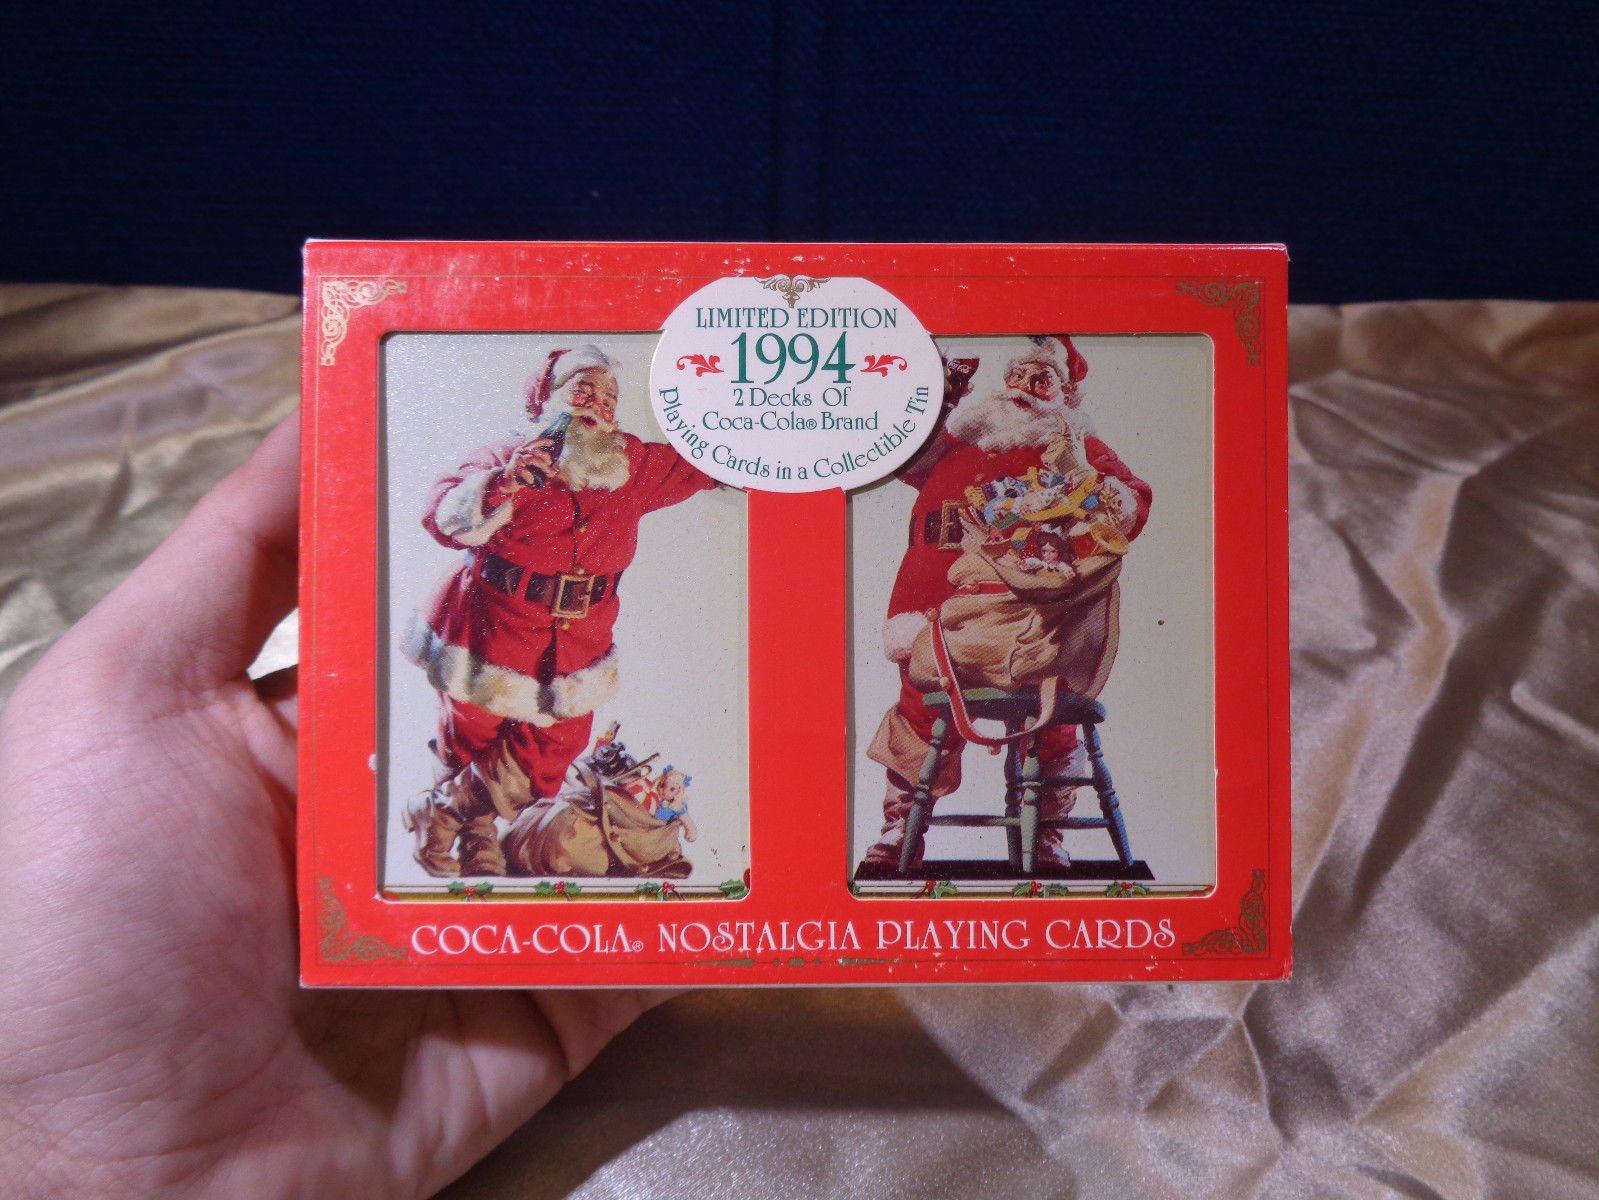 LIMITED EDITION
1994
2 Decks Of
Coca-Cola® Brand
Playing Cards in a Collectible Tin
COCA-COLA® NOSTALGIA PLAYING CARDS